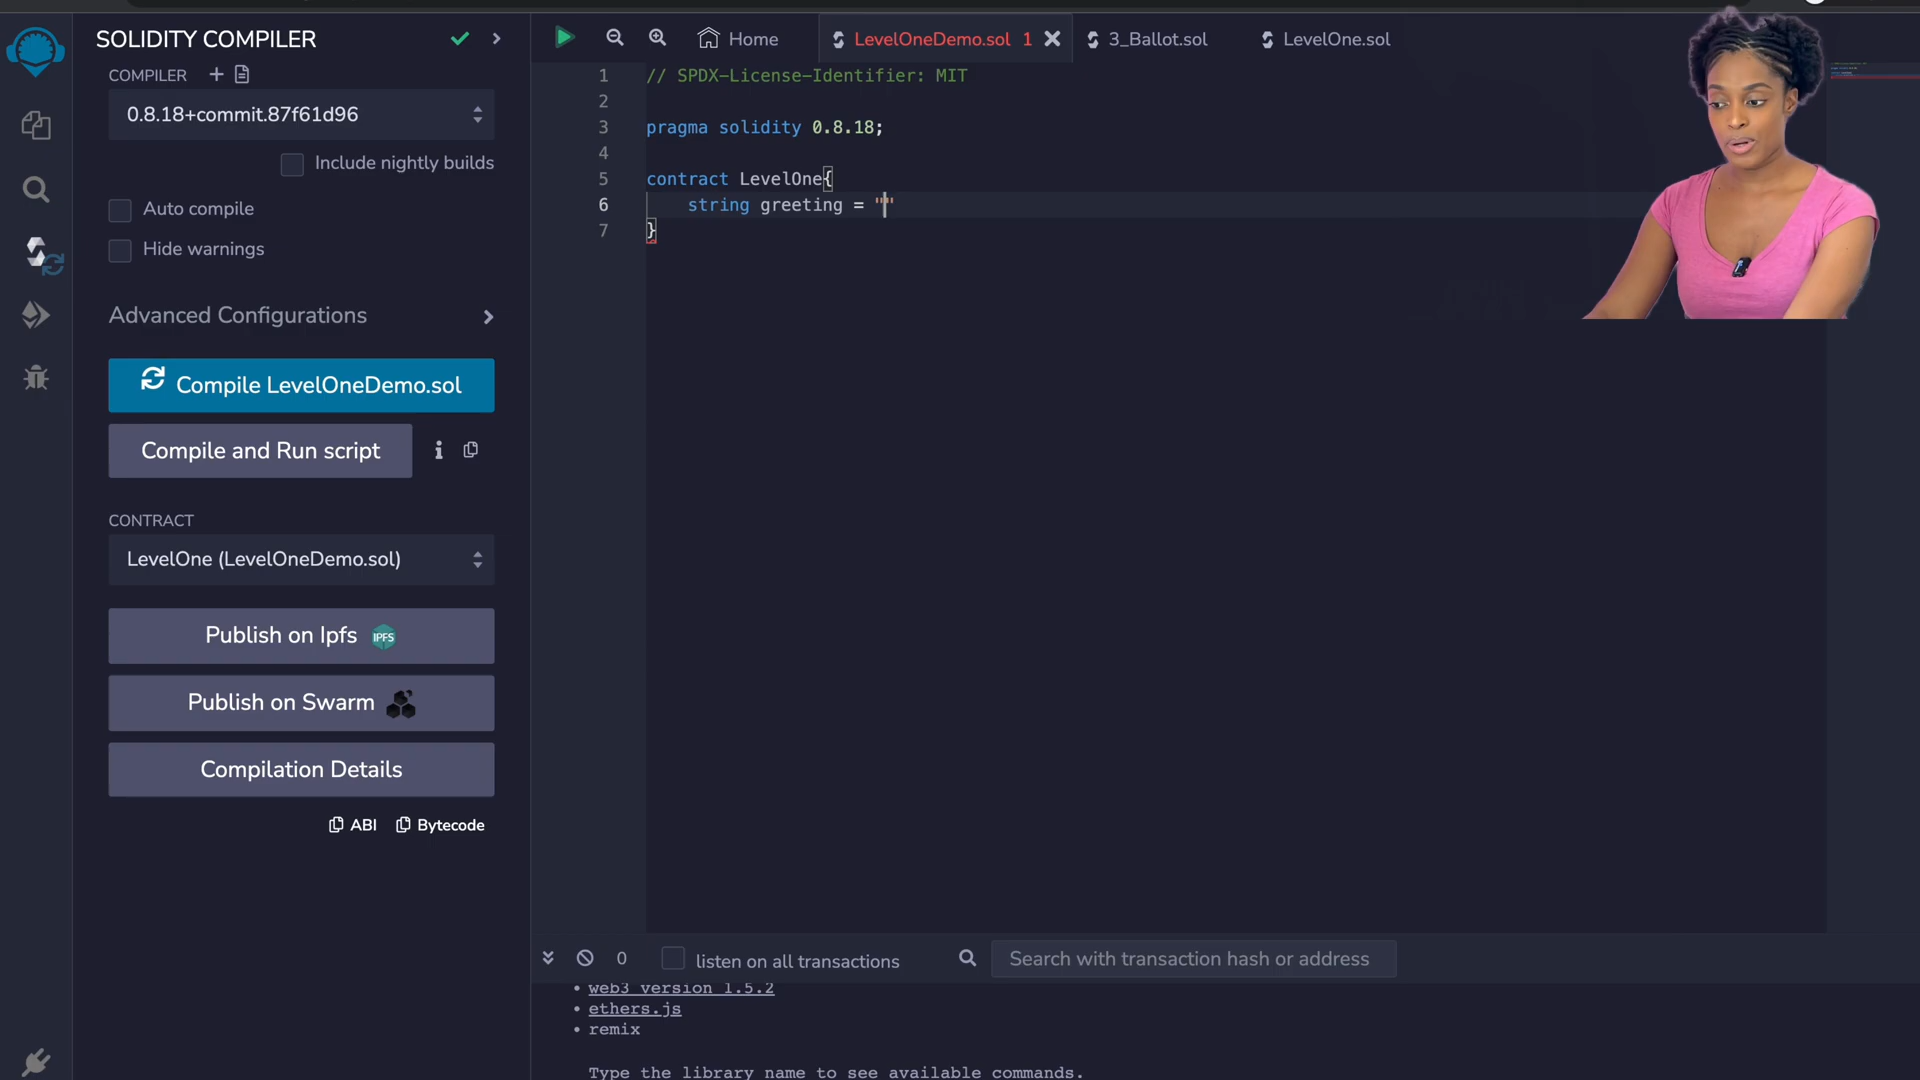 SOLIDITY COMPILER
COMPILER
0.8.18+commit.87f61d96
Include nightly builds
Auto compile
Hide warnings
Advanced Configurations
Compile LevelOneDemo.sol
Compile and Run script
CONTRACT
LevelOne (LevelOneDemo.sol)
Publish on Ipfs
IPFS
Publish on Swarm
Compilation Details
ABI Bytecode
Home
LevelOneDemo.sol 1
3_Ballot.sol
LevelOne.sol
1 // SPDX-License-Identifier: MIT
2
3 pragma solidity 0.8.18;
4
5 contract LevelOne{
6 string greeting = ""
7 }
0
listen on all transactions
Search with transaction hash or address
• web3 version 1.5.2
• ethers.js
• remix
Type the library name to see available commands.